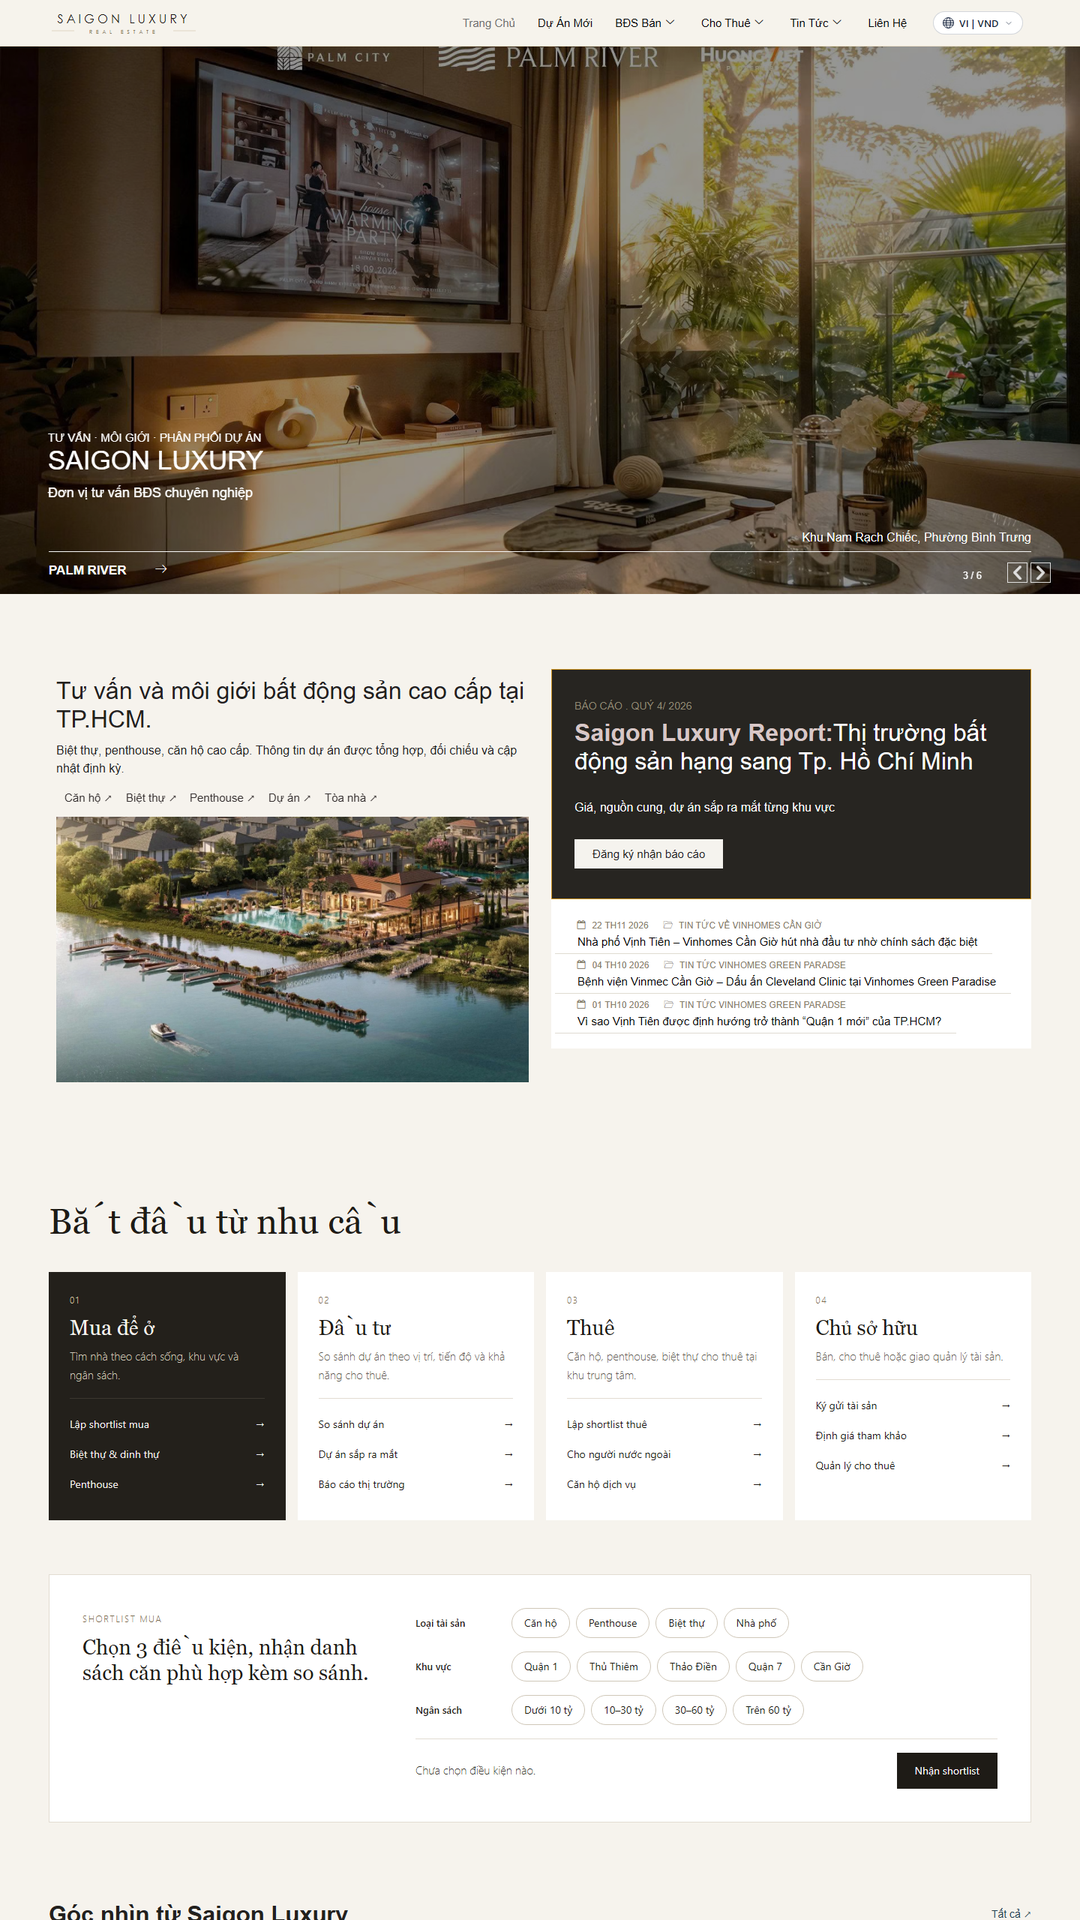 SAIGON LUXURY
REAL ESTATE
Trang Chủ
Dự Án Mới
BĐS Bán
Cho Thuê
Tin Tức
Liên Hệ
VI | VND
PALM CITY
PALM RIVER
house
WARMING
PARTY
18.09.2026
TƯ VẤN · MÔI GIỚI · PHÂN PHỐI DỰ ÁN
SAIGON LUXURY
Đơn vị tư vấn BĐS chuyên nghiệp
Khu Nam Rạch Chiếc, Phường Bình Trưng
PALM RIVER →
3 / 6
Tư vấn và môi giới bất động sản cao cấp tại
TP.HCM.
Biệt thự, penthouse, căn hộ cao cấp. Thông tin dự án được tổng hợp, đối chiếu và cập
nhật định kỳ.
Căn hộ ↗ Biệt thự ↗ Penthouse ↗ Dự án ↗ Tòa nhà ↗
BÁO CÁO . QUÝ 4/ 2026
Saigon Luxury Report:Thị trường bất
động sản hạng sang Tp. Hồ Chí Minh
Giá, nguồn cung, dự án sắp ra mắt từng khu vực
Đăng ký nhận báo cáo
22 TH11 2026 TIN TỨC VỀ VINHOMES CẦN GIỜ
Nhà phố Vịnh Tiên – Vinhomes Cần Giờ hút nhà đầu tư nhờ chính sách đặc biệt
04 TH10 2026 TIN TỨC VINHOMES GREEN PARADSE
Bệnh viện Vinmec Cần Giờ – Dấu ấn Cleveland Clinic tại Vinhomes Green Paradise
01 TH10 2026 TIN TỨC VINHOMES GREEN PARADSE
Vì sao Vịnh Tiên được định hướng trở thành “Quận 1 mới” của TP.HCM?
Bắt đầu từ nhu cầu
01
Mua để ở
Tìm nhà theo cách sống, khu vực và
ngân sách.
Lập shortlist mua →
Biệt thự & dinh thự →
Penthouse →
02
Đầu tư
So sánh dự án theo vị trí, tiến độ và khả
năng cho thuê.
So sánh dự án →
Dự án sắp ra mắt →
Báo cáo thị trường →
03
Thuê
Căn hộ, penthouse, biệt thự cho thuê tại
khu trung tâm.
Lập shortlist thuê →
Cho người nước ngoài →
Căn hộ dịch vụ →
04
Chủ sở hữu
Bán, cho thuê hoặc giao quản lý tài sản.
Ký gửi tài sản →
Định giá tham khảo →
Quản lý cho thuê →
SHORTLIST MUA
Chọn 3 điều kiện, nhận danh
sách căn phù hợp kèm so sánh.
Loại tài sản Căn hộ Penthouse Biệt thự Nhà phố
Khu vực Quận 1 Thủ Thiêm Thảo Điền Quận 7 Cần Giờ
Ngân sách Dưới 10 tỷ 10–30 tỷ 30–60 tỷ Trên 60 tỷ
Chưa chọn điều kiện nào.
Nhận shortlist
Góc nhìn từ Saigon Luxury
Tất cả ↗